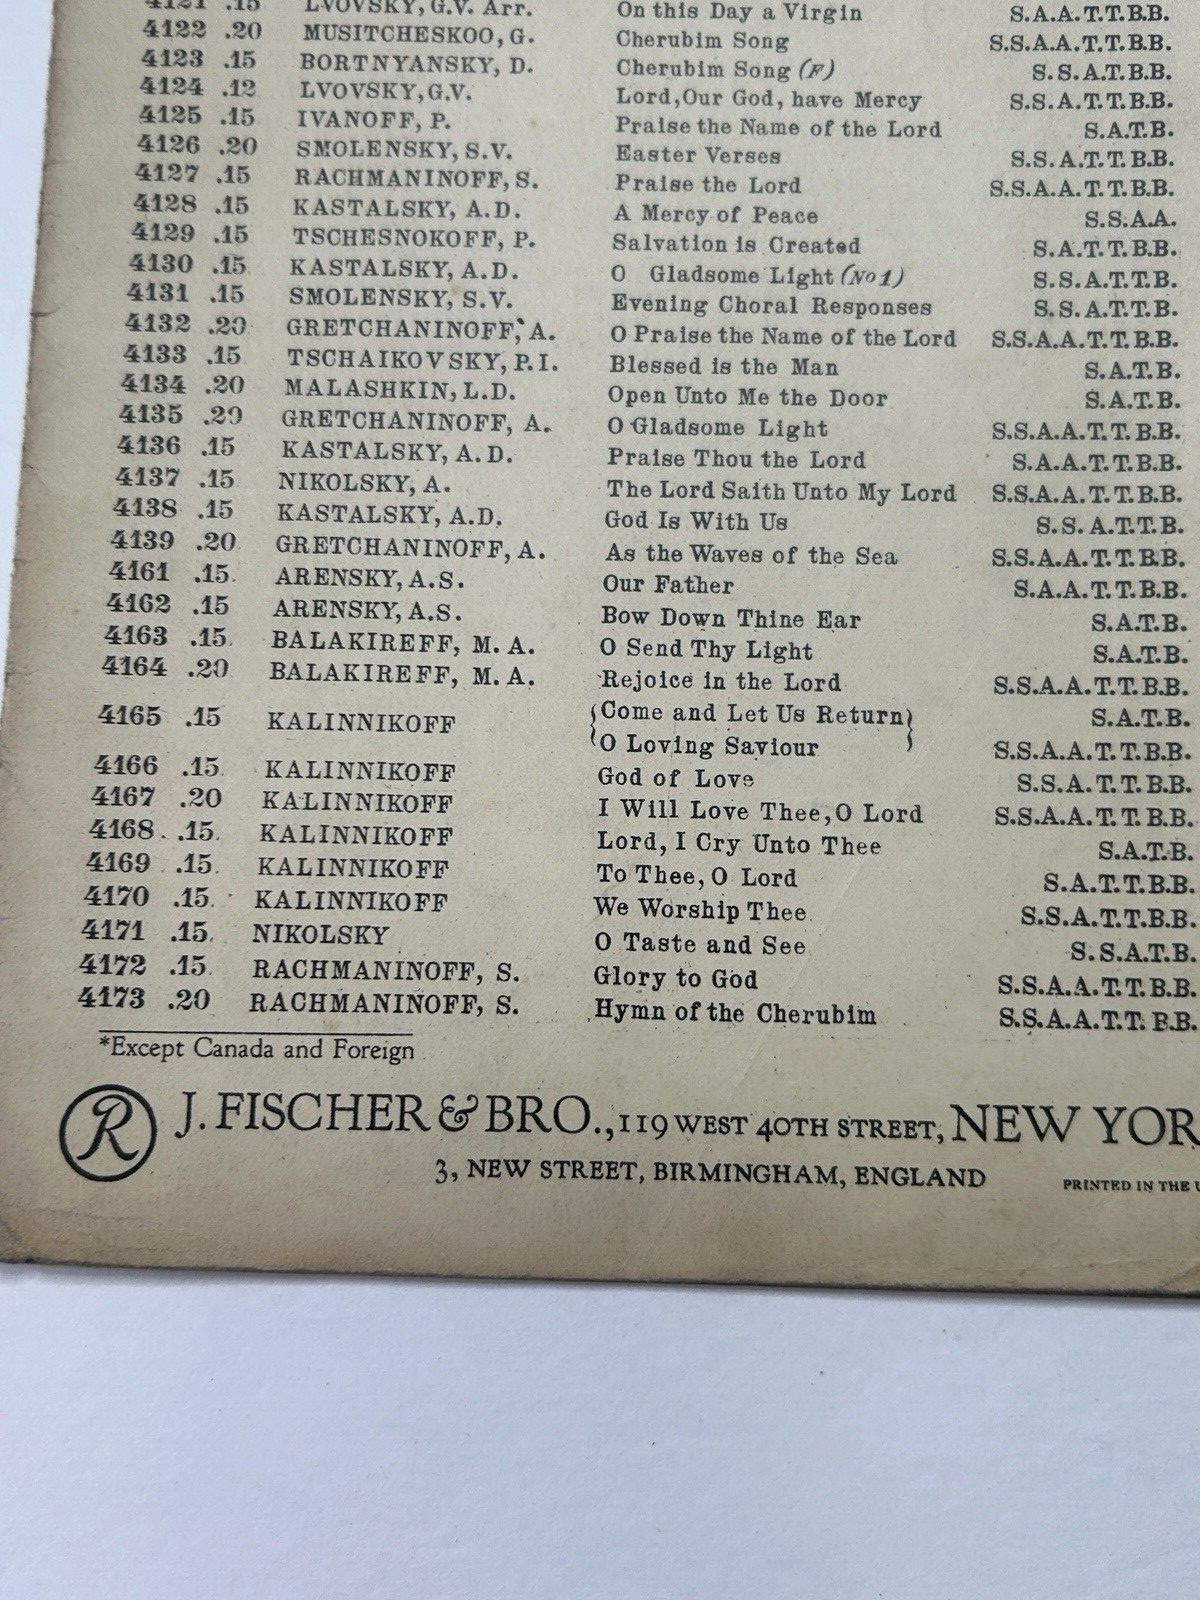 4121 .15 LVOVSKY, G.V. Arr. On this Day a Virgin S.A.A.T.T.B.B.
4122 .20 MUSITCHESKOO, G. Cherubim Song S.S.A.A.T.T.B.B.
4123 .15 BORTNYANSKY, D. Cherubim Song (F) S.S.A.T.B.B.
4124 .12 LVOVSKY, G.V. Lord, Our God, have Mercy S.S.A.T.T.B.B.
4125 .15 IVANOFF, P. Praise the Name of the Lord S.A.T.B.
4126 .20 SMOLENSKY, S.V. Easter Verses S.S.A.T.T.B.B.
4127 .15 RACHMANINOFF, S. Praise the Lord S.S.A.A.T.T.B.B.
4128 .15 KASTALSKY, A.D. A Mercy of Peace S.S.A.A.
4129 .15 TSCHESNOKOFF, P. Salvation is Created S.A.T.T.B.B.
4130 .15 KASTALSKY, A.D. O Gladsome Light (No 1) S.S.A.T.T.B.
4131 .15 SMOLENSKY, S.V. Evening Choral Responses S.S.A.T.T.B.
4132 .20 GRETCHANINOFF, A. O Praise the Name of the Lord S.S.A.A.T.T.B.B.
4133 .15 TSCHAIKOVSKY, P.I. Blessed is the Man S.A.T.B.
4134 .20 MALASHKIN, L.D. Open Unto Me the Door S.A.T.B.
4135 .20 GRETCHANINOFF, A. O Gladsome Light S.S.A.A.T.T.B.B.
4136 .15 KASTALSKY, A.D. Praise Thou the Lord S.A.A.T.T.B.B.
4137 .15 NIKOLSKY, A. The Lord Saith Unto My Lord S.S.A.A.T.T.B.B.
4138 .15 KASTALSKY, A.D. God Is With Us S.S.A.T.T.B.
4139 .20 GRETCHANINOFF, A. As the Waves of the Sea S.S.A.A.T.T.B.B.
4161 .15 ARENSKY, A.S. Our Father S.A.A.T.T.B.B.
4162 .15 ARENSKY, A.S. Bow Down Thine Ear S.A.T.B.
4163 .15 BALAKIREFF, M.A. O Send Thy Light S.A.T.B.
4164 .20 BALAKIREFF, M.A. Rejoice in the Lord S.S.A.A.T.T.B.B.
4165 .15 KALINNIKOFF {Come and Let Us Return} S.A.T.B.
{O Loving Saviour} S.S.A.A.T.T.B.B.
4166 .15 KALINNIKOFF God of Love S.A.T.T.B.B.
4167 .20 KALINNIKOFF I Will Love Thee, O Lord S.S.A.A.T.T.B.B.
4168 .15 KALINNIKOFF Lord, I Cry Unto Thee S.A.T.B.
4169 .15 KALINNIKOFF To Thee, O Lord S.A.T.T.B.B.
4170 .15 KALINNIKOFF We Worship Thee S.S.A.T.T.B.B.
4171 .15 NIKOLSKY O Taste and See S.S.A.T.B.
4172 .15 RACHMANINOFF, S. Glory to God S.S.A.A.T.T.B.B.
4173 .20 RACHMANINOFF, S. Hymn of the Cherubim S.S.A.A.T.T.B.B.
*Except Canada and Foreign
R J. FISCHER & BRO., 119 WEST 40TH STREET, NEW YOR
3, NEW STREET, BIRMINGHAM, ENGLAND
PRINTED IN THE U